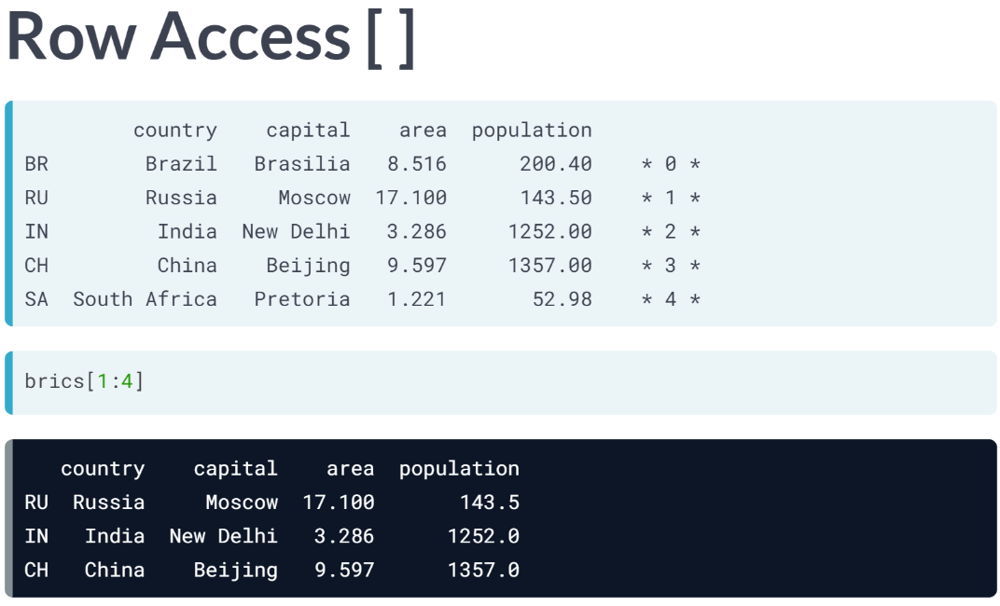 Row Access [ ]
country capital area population
BR Brazil Brasilia 8.516 200.40 * 0 *
RU Russia Moscow 17.100 143.50 * 1 *
IN India New Delhi 3.286 1252.00 * 2 *
CH China Beijing 9.597 1357.00 * 3 *
SA South Africa Pretoria 1.221 52.98 * 4 *
brics[1:4]
country capital area population
RU Russia Moscow 17.100 143.5
IN India New Delhi 3.286 1252.0
CH China Beijing 9.597 1357.0